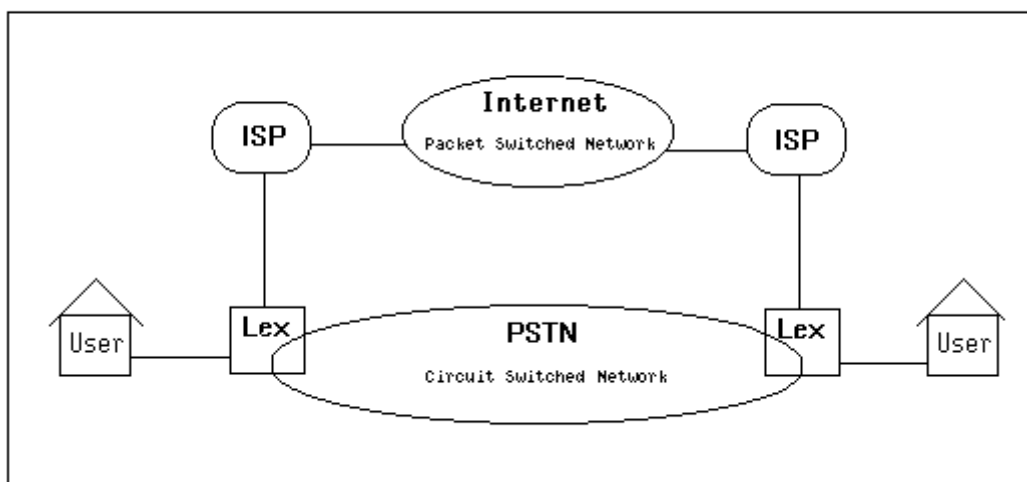 Internet
ISP
ISP
Packet Switched Network
Lex
PSTN
Lex
User
User
Circuit Switched Network